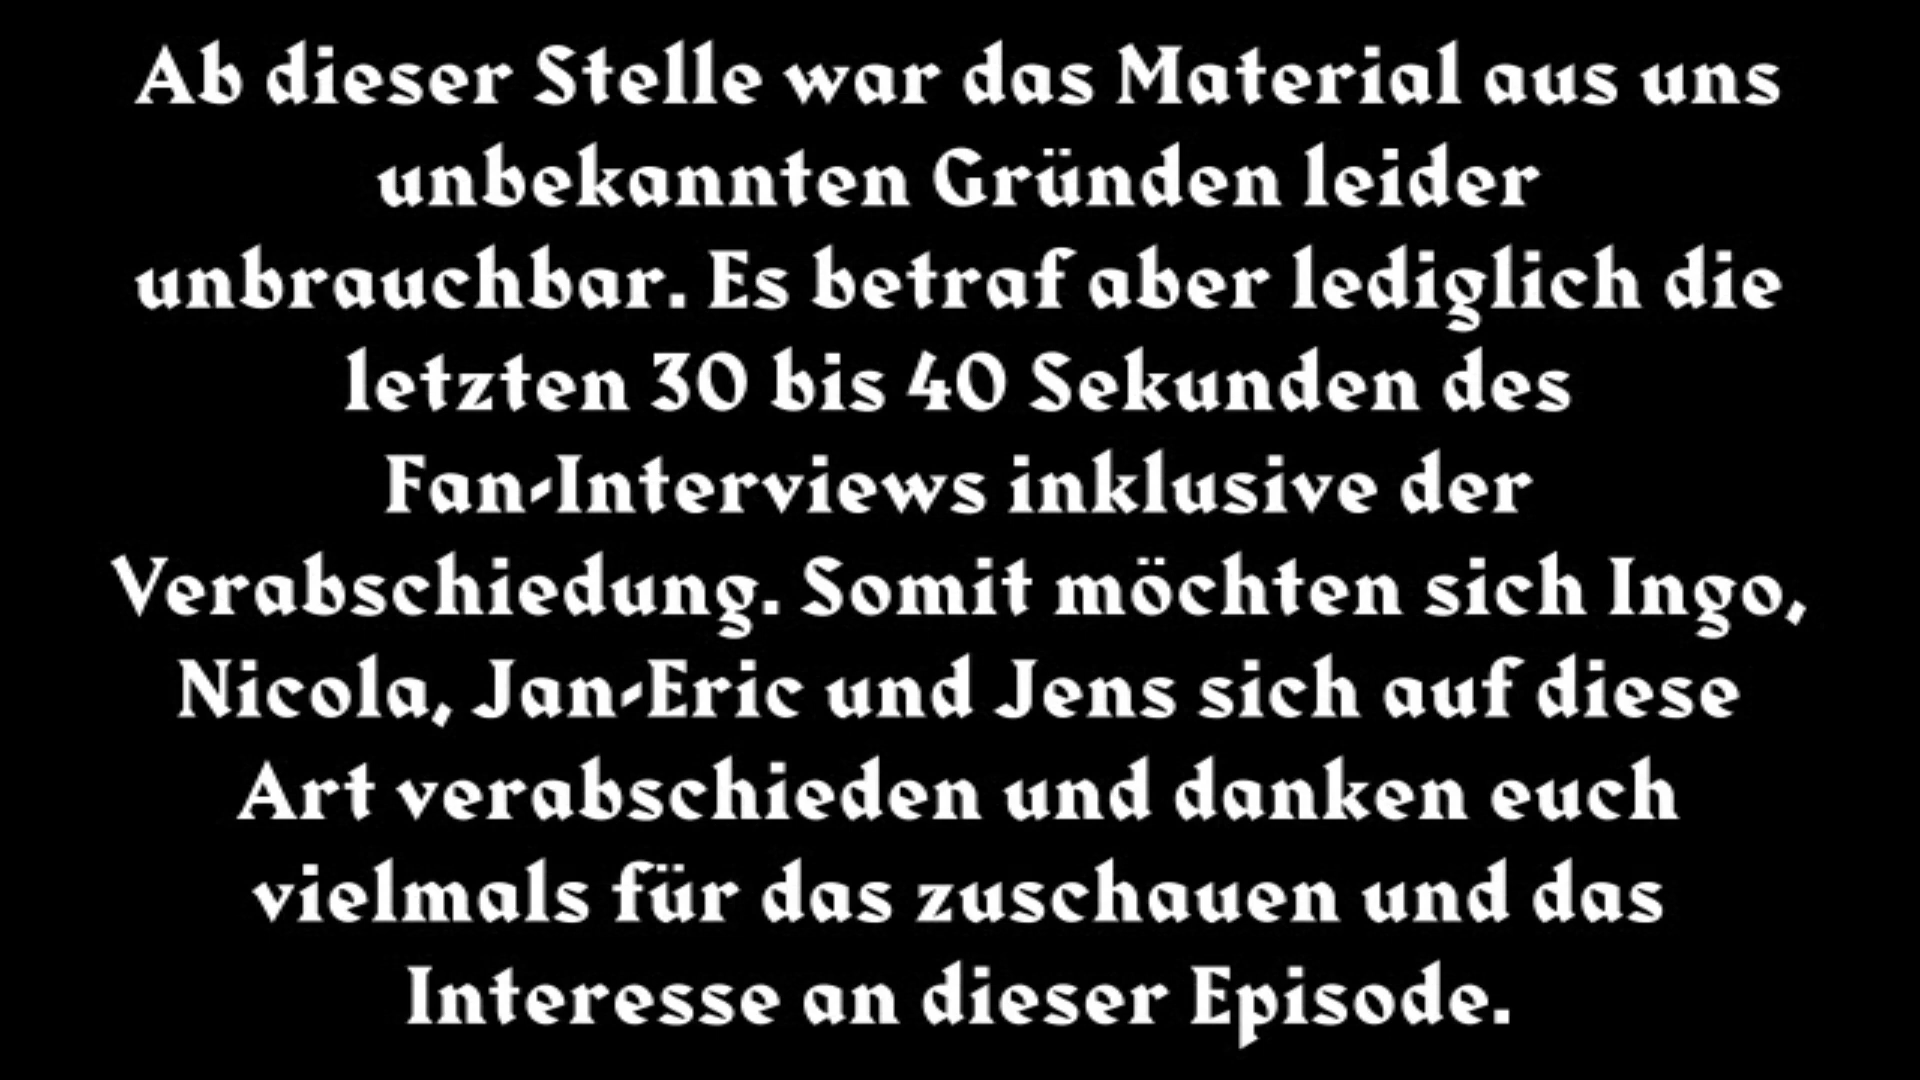 Ab dieser Stelle war das Material aus uns
unbekannten Gründen leider
unbrauchbar. Es betraf aber lediglich die
letzten 30 bis 40 Sekunden des
Fan-Interviews inklusive der
Verabschiedung. Somit möchten sich Ingo,
Nicola, Jan-Eric und Jens sich auf diese
Art verabschieden und danken euch
vielmals für das zuschauen und das
Interesse an dieser Episode.